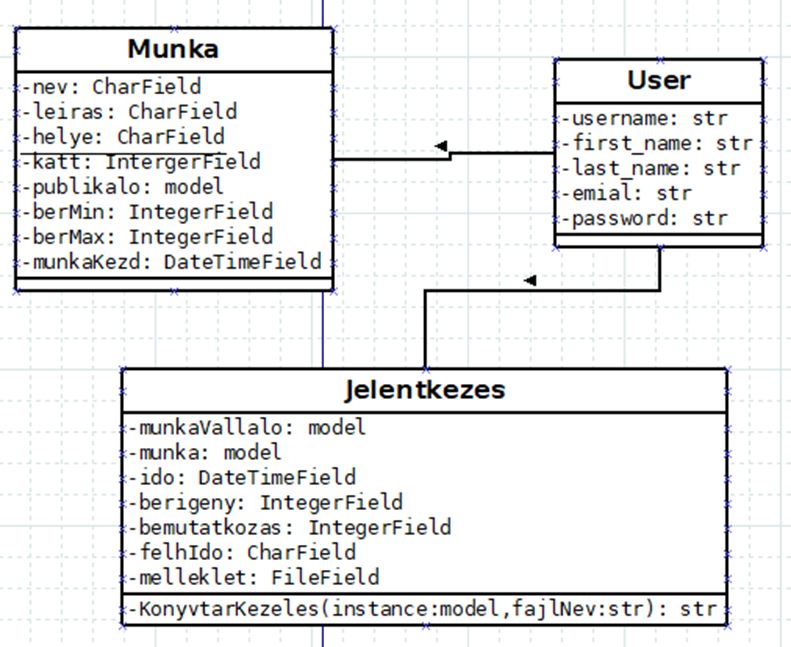 Munka
-nev: CharField
-leiras: CharField
-helye: CharField
-katt: IntergerField
-publikalo: model
-berMin: IntegerField
-berMax: IntegerField
-munkaKezd: DateTimeField
User
-username: str
-first_name: str
-last_name: str
-emial: str
-password: str
Jelentkezes
-munkaVallalo: model
-munka: model
-ido: DateTimeField
-berigeny: IntegerField
-bemutatkozas: IntegerField
-felhIdo: CharField
-melleklet: FileField
-KonyvtarKezeles(instance:model,fajlNev:str): str